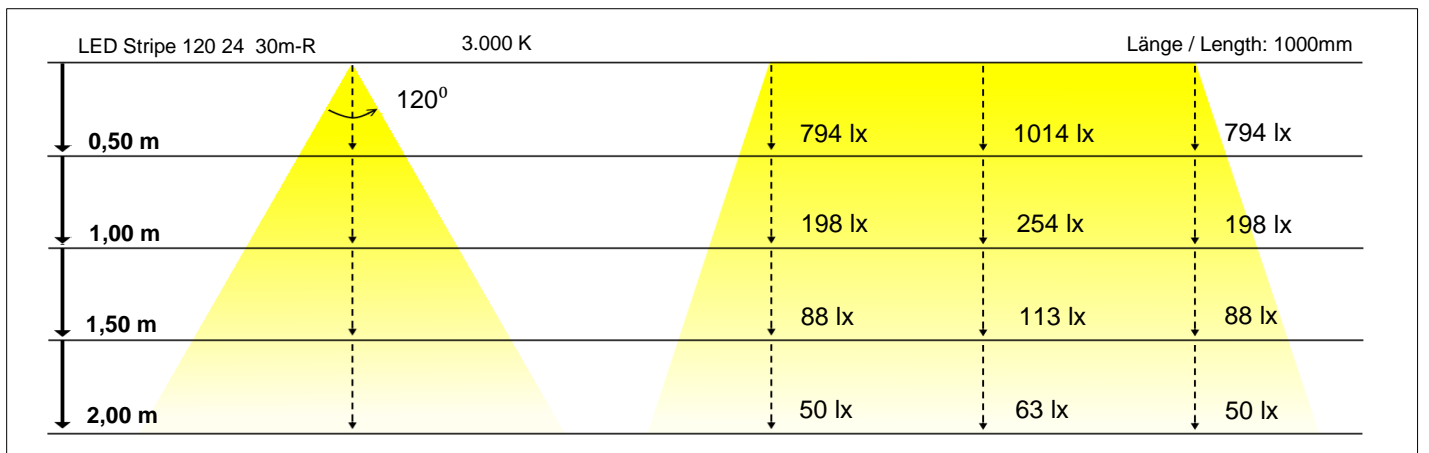 LED Stripe 120 24  30m-R 3.000 K Länge / Length: 1000mm
120⁰
0,50 m 794 lx 1014 lx 794 lx
1,00 m 198 lx 254 lx 198 lx
1,50 m 88 lx 113 lx 88 lx
2,00 m 50 lx 63 lx 50 lx